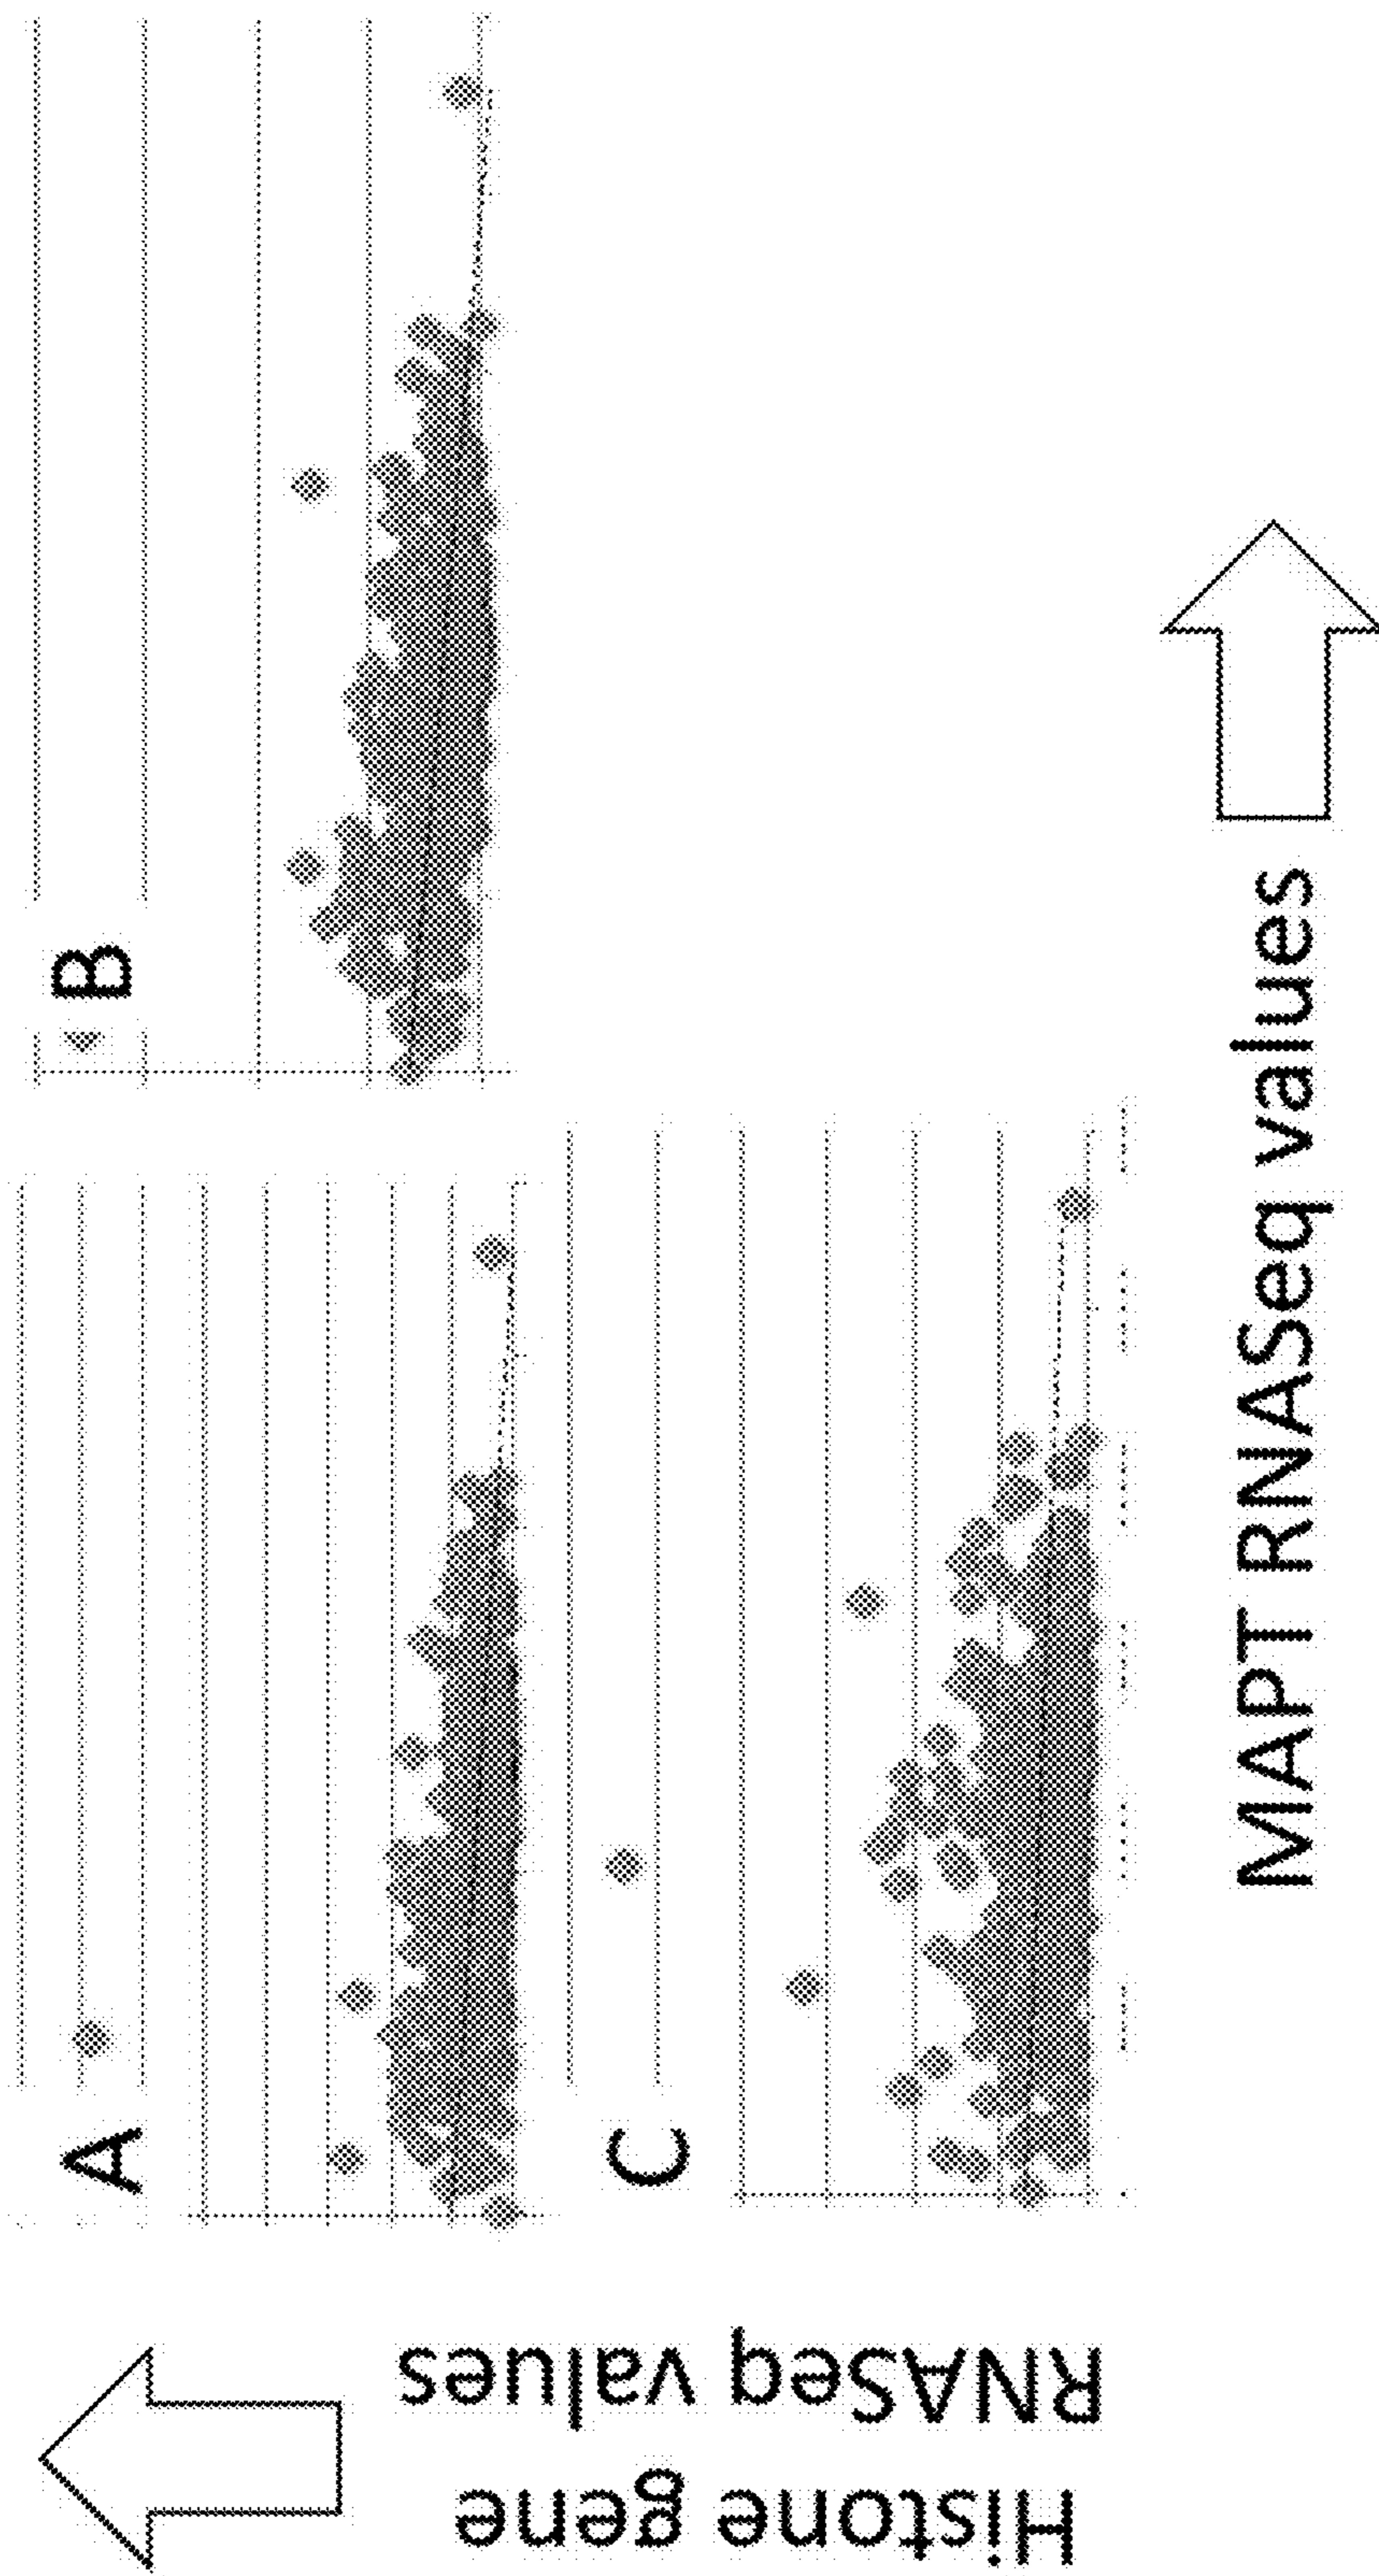 A
B
C
Histone gene
RNASeq values
MAPT RNASeq values